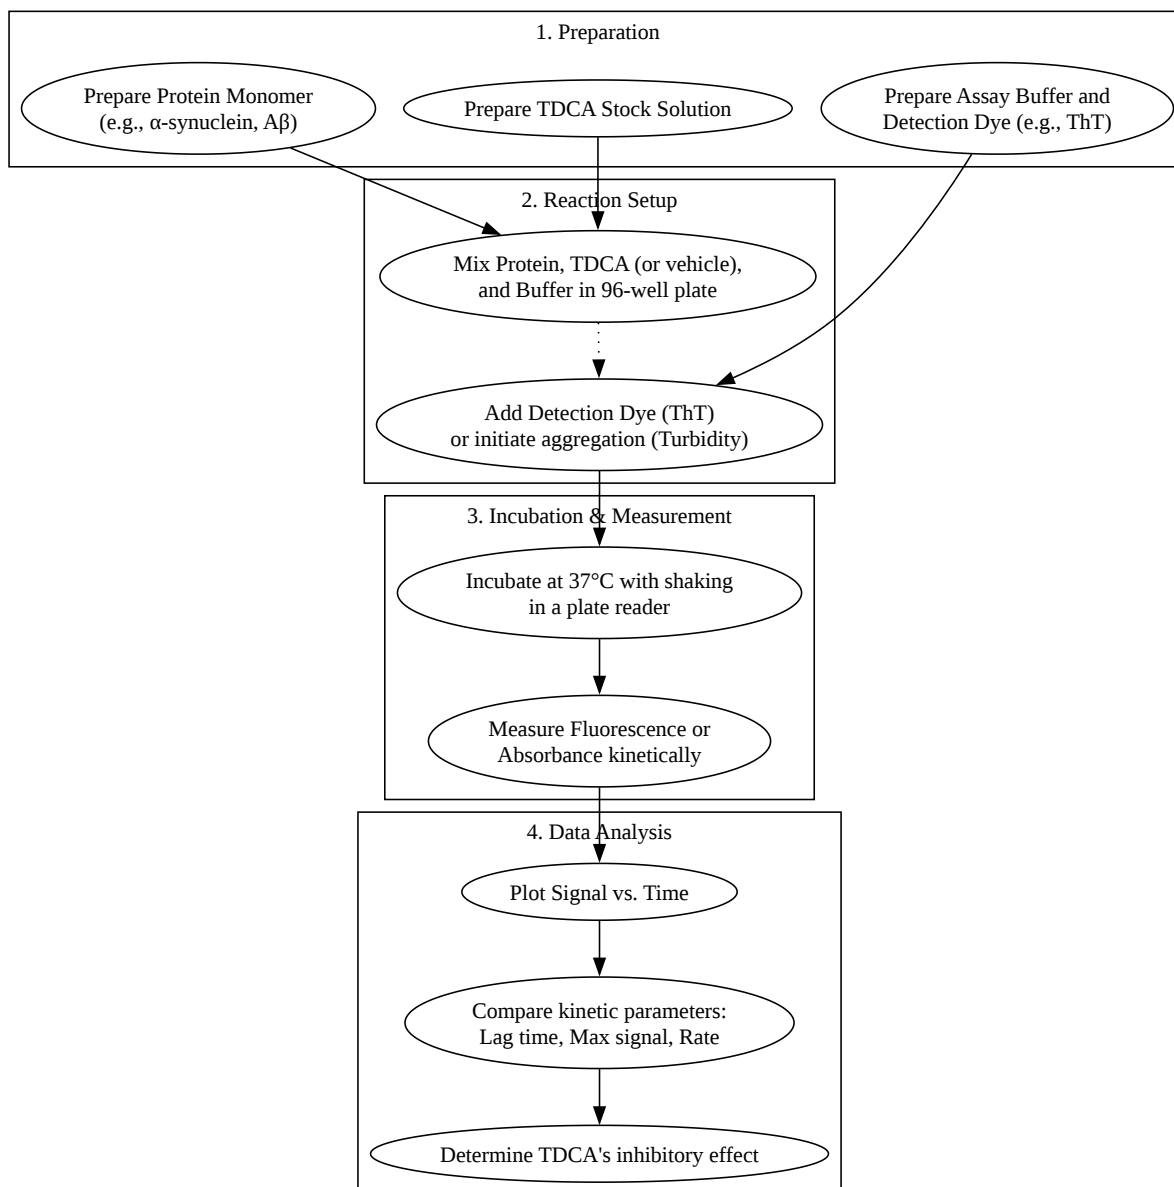 1. Preparation
Prepare Protein Monomer
(e.g., α-synuclein, Aβ)
Prepare TDCA Stock Solution
Prepare Assay Buffer and
Detection Dye (e.g., ThT)
2. Reaction Setup
Mix Protein, TDCA (or vehicle),
and Buffer in 96-well plate
Add Detection Dye (ThT)
or initiate aggregation (Turbidity)
3. Incubation & Measurement
Incubate at 37°C with shaking
in a plate reader
Measure Fluorescence or
Absorbance kinetically
4. Data Analysis
Plot Signal vs. Time
Compare kinetic parameters:
Lag time, Max signal, Rate
Determine TDCA's inhibitory effect